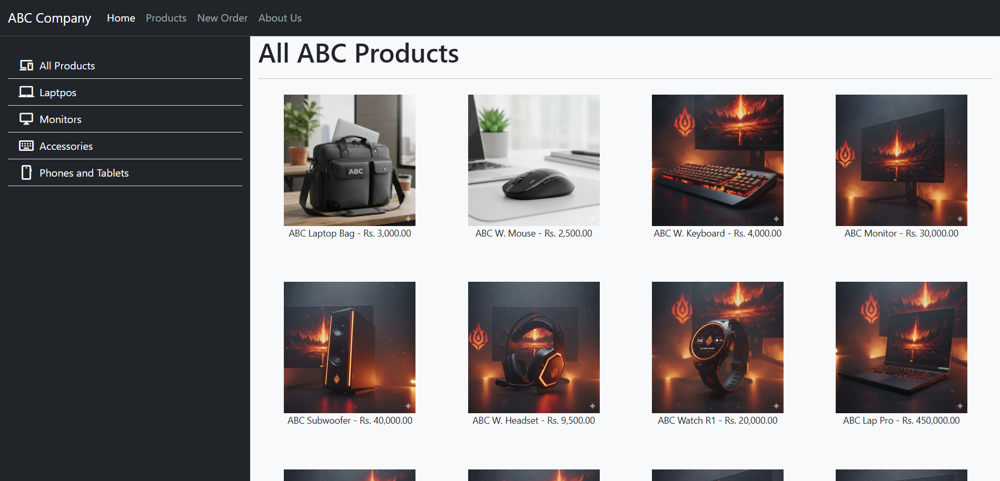 ABC Company Home Products New Order About Us
All Products
Laptpos
Monitors
Accessories
Phones and Tablets
All ABC Products
ABC
ABC Laptop Bag - Rs. 3,000.00
ABC
ABC W. Mouse - Rs. 2,500.00
ABC W. Keyboard - Rs. 4,000.00
ABC Monitor - Rs. 30,000.00
ABC Subwoofer - Rs. 40,000.00
ABC W. Headset - Rs. 9,500.00
ABC Watch R1 - Rs. 20,000.00
ABC Lap Pro - Rs. 450,000.00